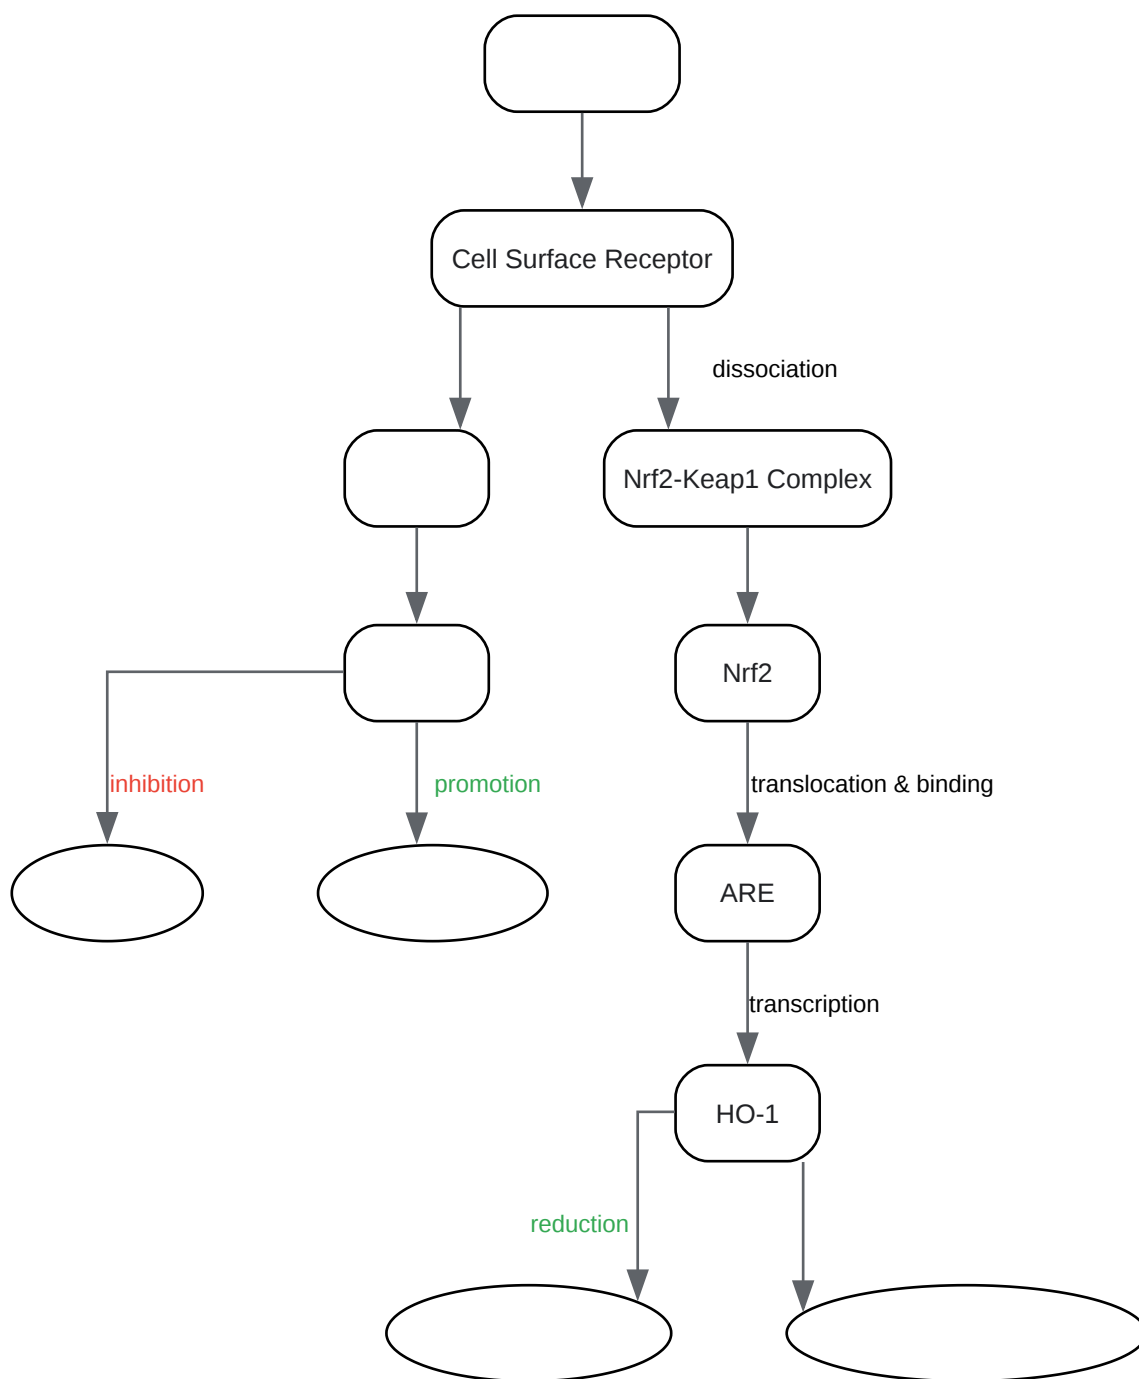 Cell Surface Receptor
dissociation
Nrf2-Keap1 Complex
Nrf2
inhibition
promotion
translocation & binding
ARE
transcription
HO-1
reduction